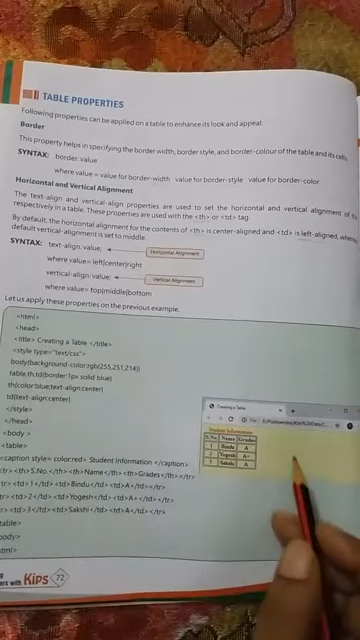 TABLE PROPERTIES
Following properties can be applied on a table to enhance its look and appeal:
Border
This property helps in specifying the border width, border style, and border-colour of the table and its cells.
SYNTAX: border: value
where value = value for border-width value for border-style value for border-color
Horizontal and Vertical Alignment
The text-align and vertical-align properties are used to set the horizontal and vertical alignment of
respectively in a table. These properties are used with the <th> or <td> tag.
By default, the horizontal alignment for the contents of <th> is center-aligned and <td> is left-aligned, where
default vertical-alignment is set to middle.
SYNTAX: text-align: value; Horizontal Alignment
where value= left|center|right
vertical-align: value; Vertical Alignment
where value= top|middle|bottom
Let us apply these properties on the previous example.
<html>
<head>
<title> Creating a Table </title>
<style type="text/css">
body{background-color:rgb(255,251,214)}
table,th,td{border:1px solid blue}
th{color:blue;text-align:center}
td{text-align:center}
</style>
</head>
<body >
<table>
<caption style= color:red> Student Information </caption>
tr> <th> S.No. </th> <th>Name</th> <th>Grades</th></tr>
tr> <td>1</td> <td>Bindu</td> <td>A</td></tr>
tr> <td>2</td> <td>Yogesh</td> <td>A+</td></tr>
r> <td>3</td> <td>Sakshi</td> <td>A</td></tr>
table>
body>
tml>
Creating a Table
File
Student Information
S.No. Name Grades
1 Bindu A
2 Yogesh A+
3 Sakshi A
ers with KIPS 72